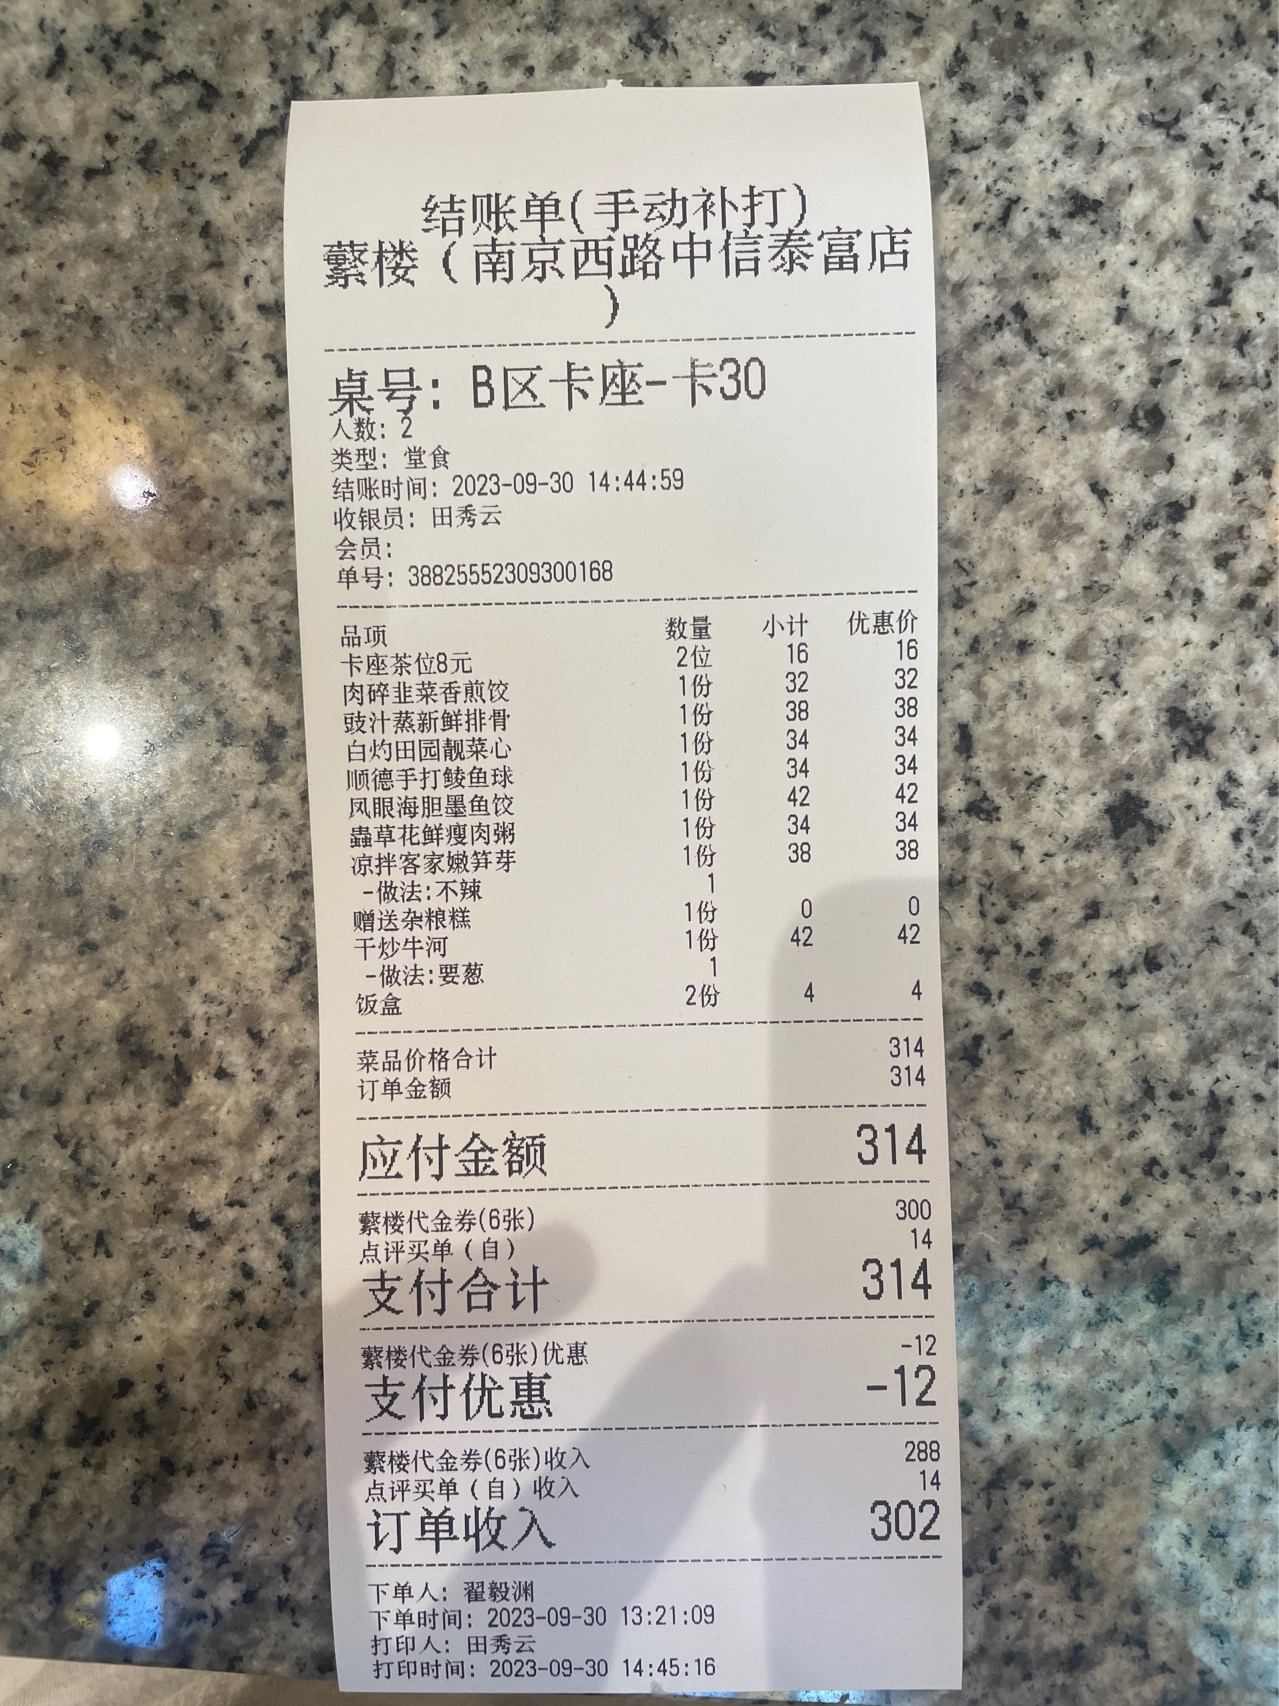 结账单(手动补打)
蘩楼（南京西路中信泰富店
）
桌号: B区卡座-卡30
人数: 2
类型: 堂食
结账时间: 2023-09-30 14:44:59
收银员: 田秀云
会员:
单号: 38825552309300168
品项 数量 小计 优惠价
卡座茶位8元 2位 16 16
肉碎韭菜香煎饺 1份 32 32
豉汁蒸新鲜排骨 1份 38 38
白灼田园靓菜心 1份 34 34
顺德手打鲮鱼球 1份 34 34
凤眼海胆墨鱼饺 1份 42 42
蟲草花鲜瘦肉粥 1份 34 34
凉拌客家嫩笋芽 1份 38 38
-做法:不辣 1
赠送杂粮糕 1份 0 0
干炒牛河 1份 42 42
-做法:要葱 1
饭盒 2份 4 4
菜品价格合计 314
订单金额 314
应付金额 314
蘩楼代金券(6张) 300
点评买单（自） 14
支付合计 314
蘩楼代金券(6张)优惠 -12
支付优惠 -12
蘩楼代金券(6张)收入 288
点评买单（自）收入 14
订单收入 302
下单人: 翟毅渊
下单时间: 2023-09-30 13:21:09
打印人: 田秀云
打印时间: 2023-09-30 14:45:16